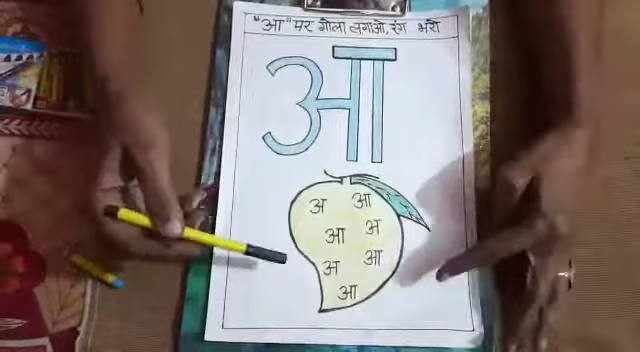 "आ" पर गोला लगाओ, रंग भरो
आ
अ आ
आ अ
अ आ
आ